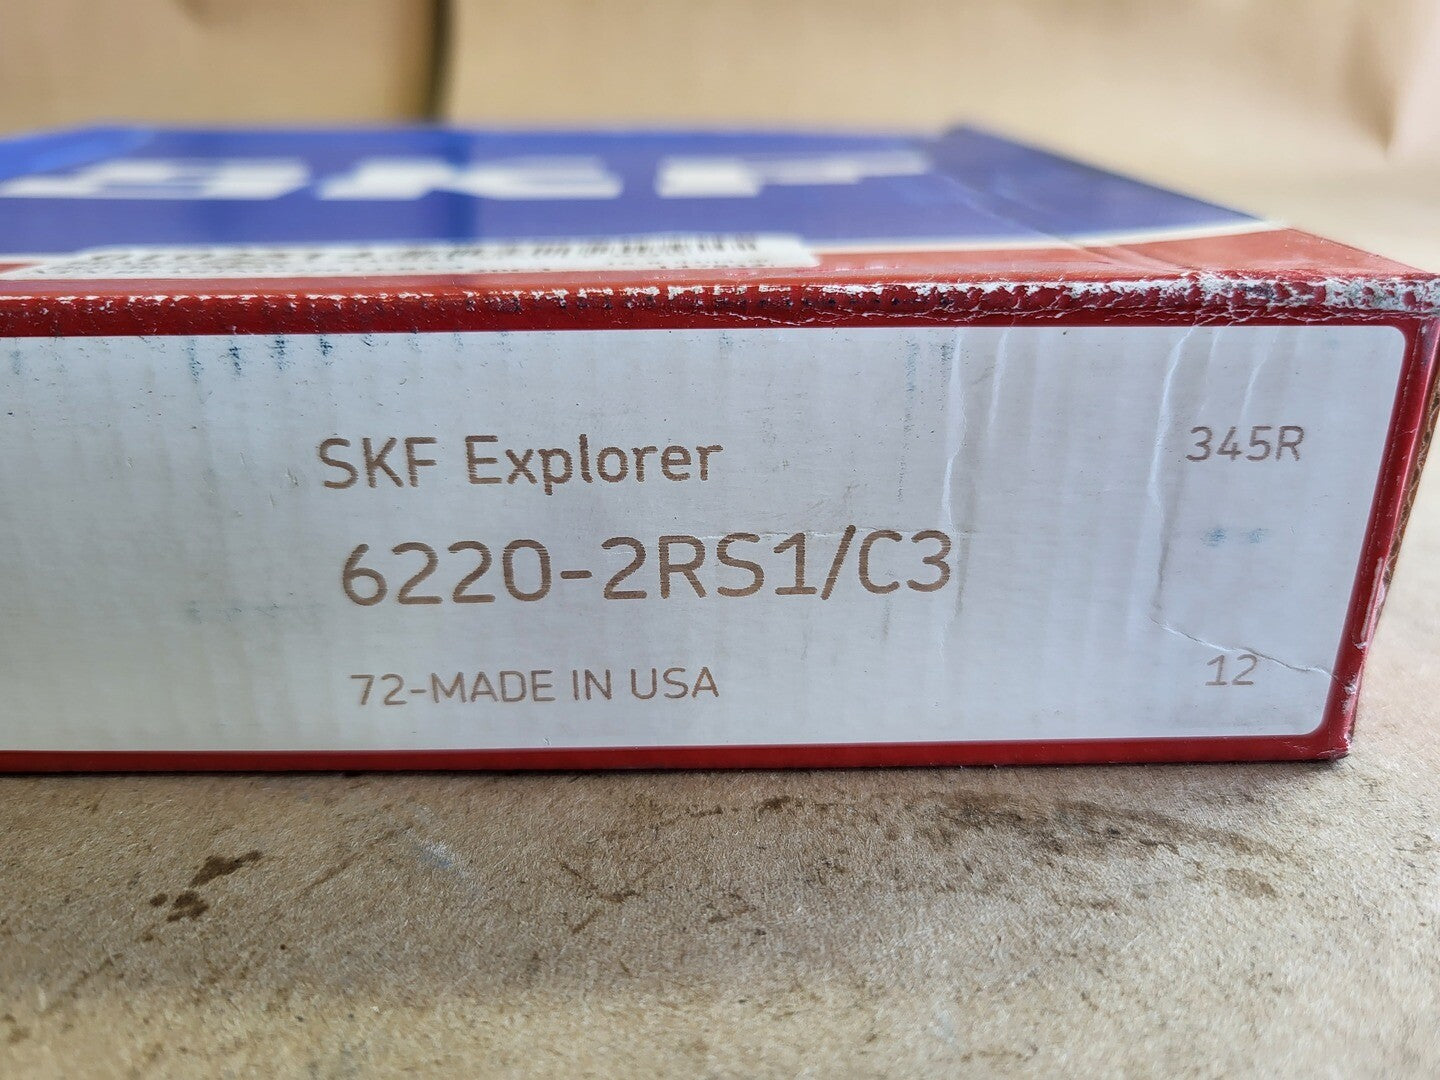 SKF
SKF Explorer
345R
6220-2RS1/C3
72-MADE IN USA
12